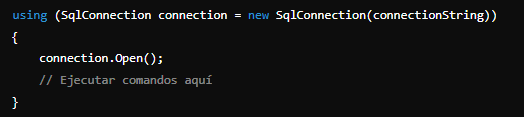 using (SqlConnection connection = new SqlConnection(connectionString))
{
    connection.Open();
    // Ejecutar comandos aquí
}